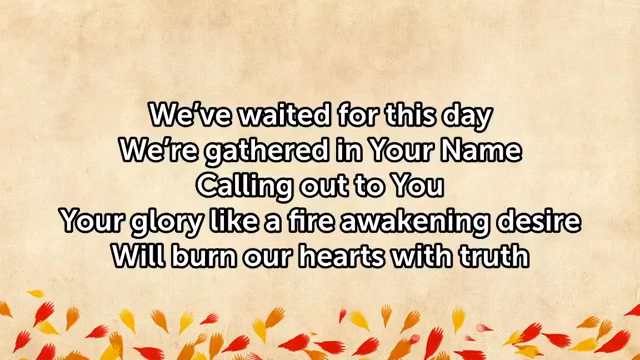 We've waited for this day
We're gathered in Your Name
Calling out to You
Your glory like a fire awakening desire
Will burn our hearts with truth